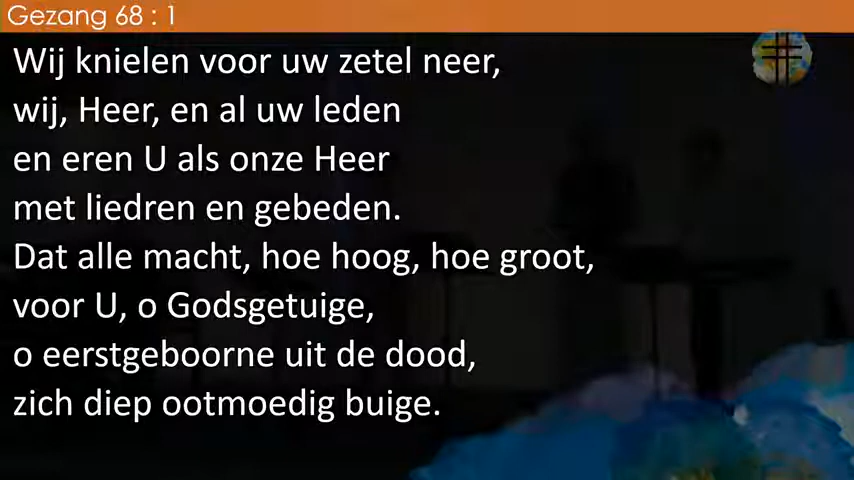 Gezang 68 : 1
Wij knielen voor uw zetel neer,
wij, Heer, en al uw leden
en eren U als onze Heer
met liedren en gebeden.
Dat alle macht, hoe hoog, hoe groot,
voor U, o Godsgetuige,
o eerstgeboorne uit de dood,
zich diep ootmoedig buige.